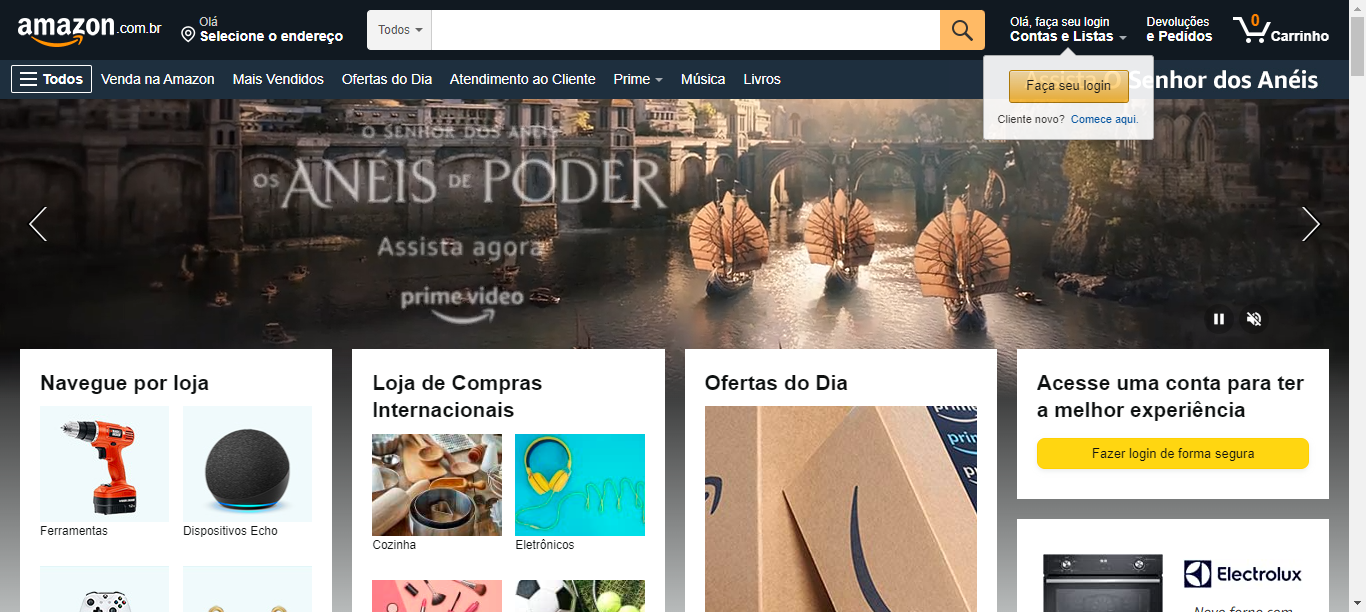 amazon.com.br
Olá
Selecione o endereço
Todos
Olá, faça seu login
Contas e Listas
Devoluções
e Pedidos
0
Carrinho
Todos
Venda na Amazon
Mais Vendidos
Ofertas do Dia
Atendimento ao Cliente
Prime
Música
Livros
Assista O Senhor dos Anéis
Faça seu login
Cliente novo? Comece aqui.
O SENHOR DOS ANÉIS
OS ANÉIS DE PODER
Assista agora
prime video
Navegue por loja
Ferramentas
Dispositivos Echo
Loja de Compras
Internacionais
Cozinha
Eletrônicos
Ofertas do Dia
prime
Acesse uma conta para ter
a melhor experiência
Fazer login de forma segura
Electrolux
Novo forno com